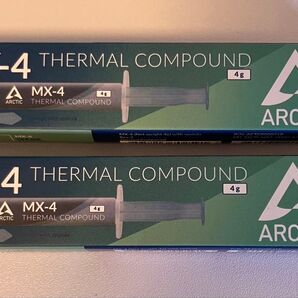 -4 THERMAL COMPOUND
4g
MX-4
4g
ARCTIC
THERMAL COMPOUND
ARC
4 THERMAL COMPOUND
4g
MX-4
4g
ARCTIC
THERMAL COMPOUND
ARC